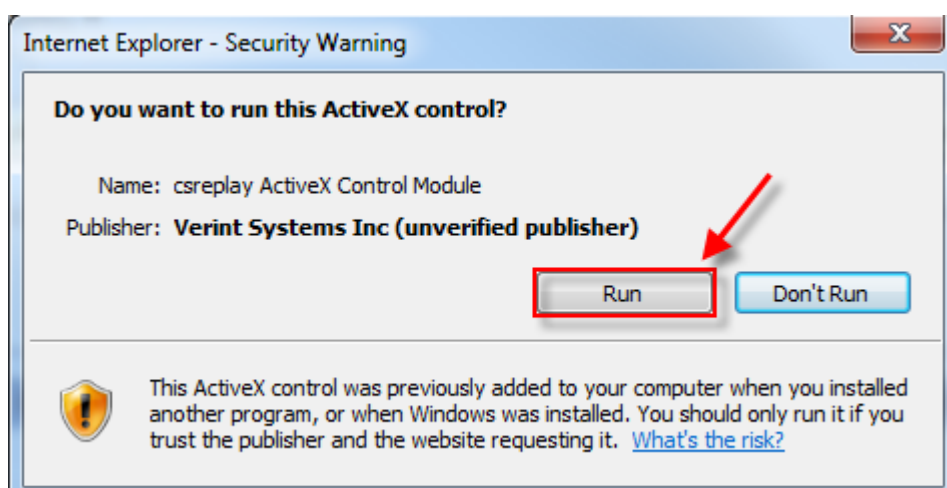 Internet Explorer - Security Warning
Do you want to run this ActiveX control?
Name: csreplay ActiveX Control Module
Publisher: Verint Systems Inc (unverified publisher)
Run Don't Run
This ActiveX control was previously added to your computer when you installed
another program, or when Windows was installed. You should only run it if you
trust the publisher and the website requesting it. What's the risk?